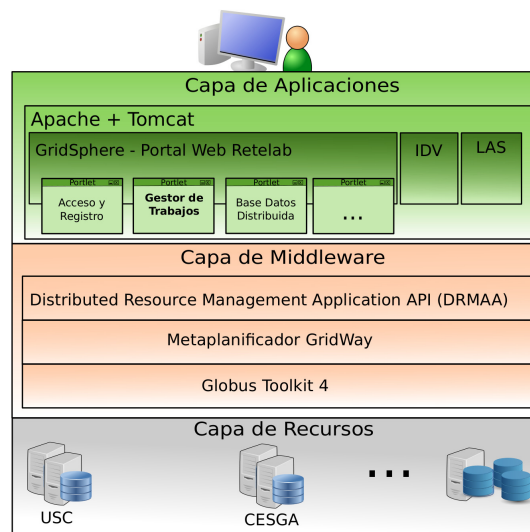 Capa de Aplicaciones
Apache + Tomcat
GridSphere - Portal Web Retelab
IDV
LAS
Portlet
Acceso y
Registro
Portlet
Gestor de
Trabajos
Portlet
Base Datos
Distribuida
Portlet
...
Capa de Middleware
Distributed Resource Management Application API (DRMAA)
Metaplanificador GridWay
Globus Toolkit 4
Capa de Recursos
...
USC
CESGA